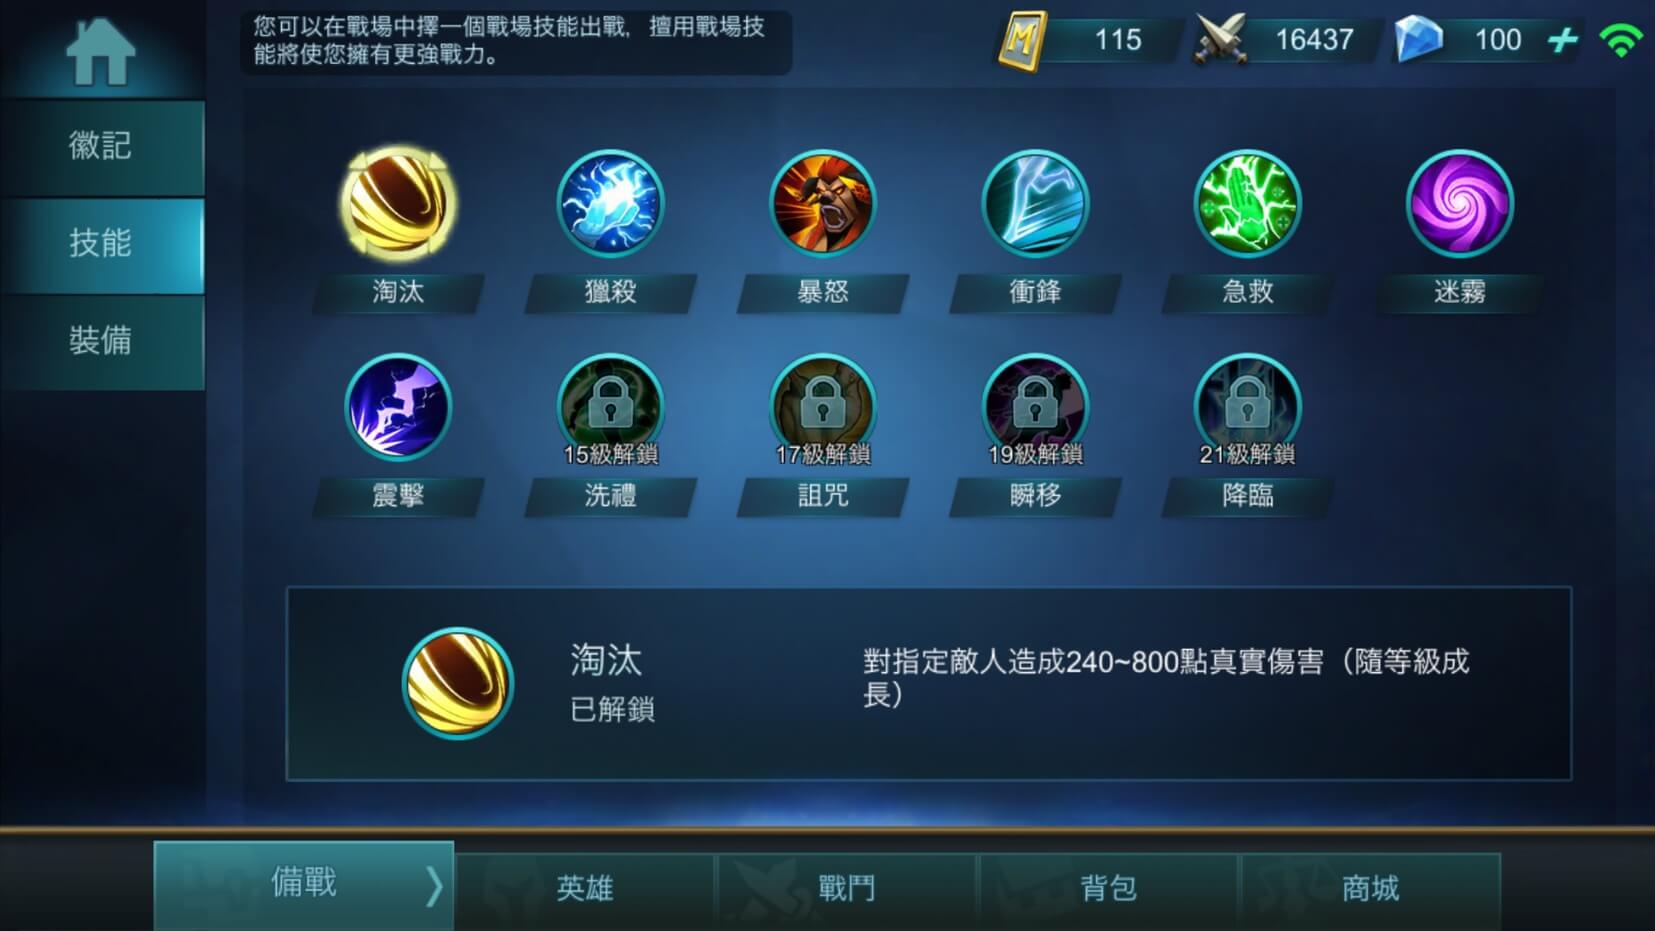 您可以在戰場中擇一個戰場技能出戰，擅用戰場技
能將使您擁有更強戰力。
115
16437
100
徽記
技能
裝備
淘汰
獵殺
暴怒
衝鋒
急救
迷霧
15級解鎖
17級解鎖
19級解鎖
21級解鎖
震擊
洗禮
詛咒
瞬移
降臨
淘汰
已解鎖
對指定敵人造成240~800點真實傷害（隨等級成
長）
備戰
英雄
戰鬥
背包
商城